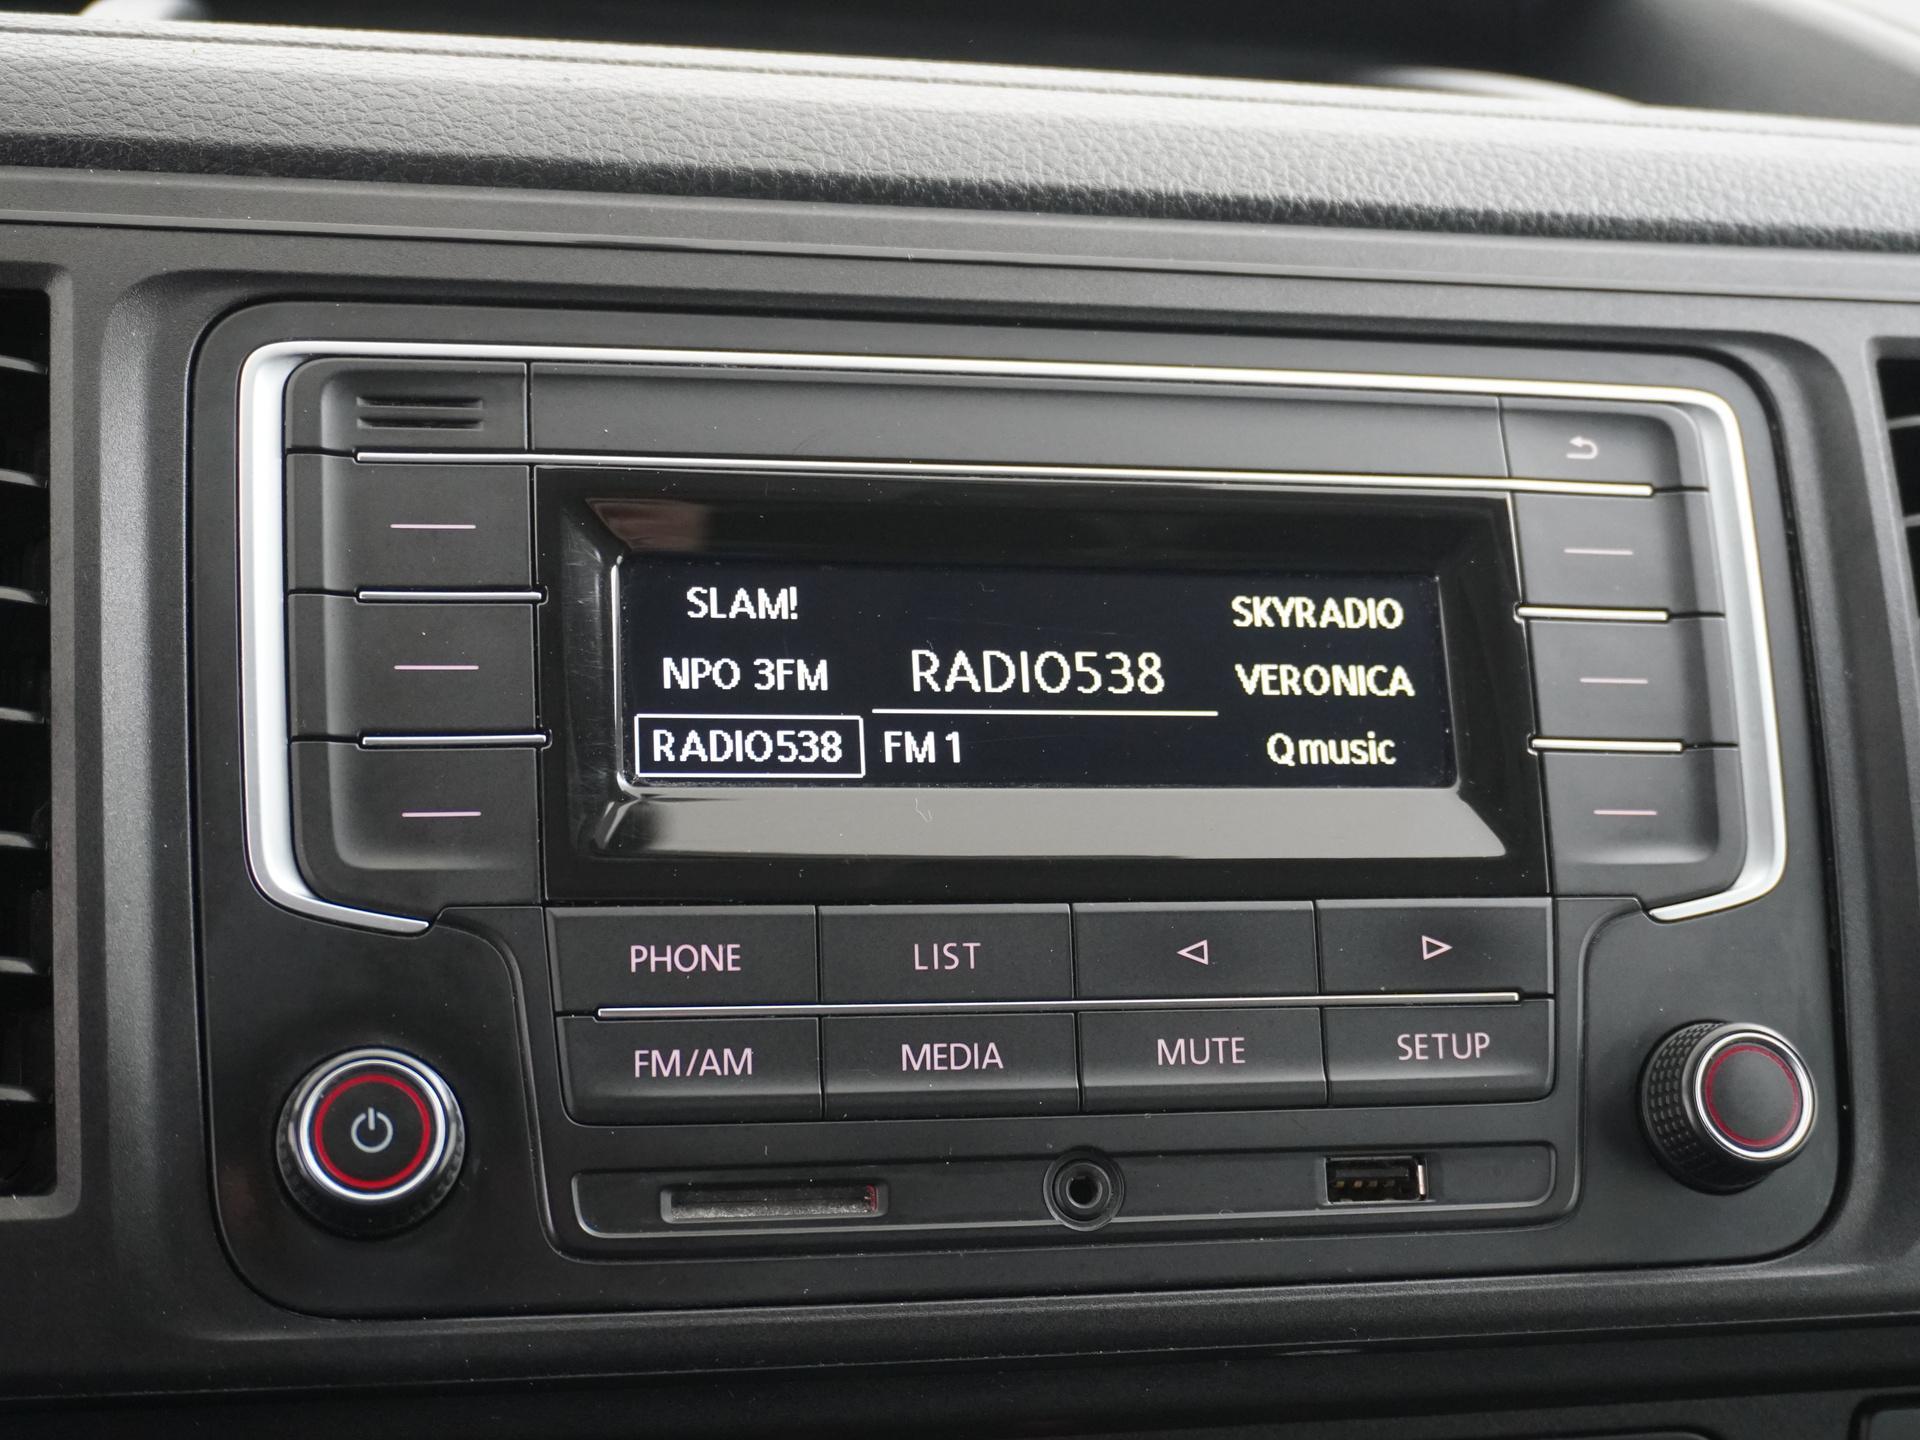 SLAM!
SKYRADIO
NPO 3FM
RADIO538
VERONICA
RADIO538
FM 1
Qmusic
PHONE
LIST
FM/AM
MEDIA
MUTE
SETUP